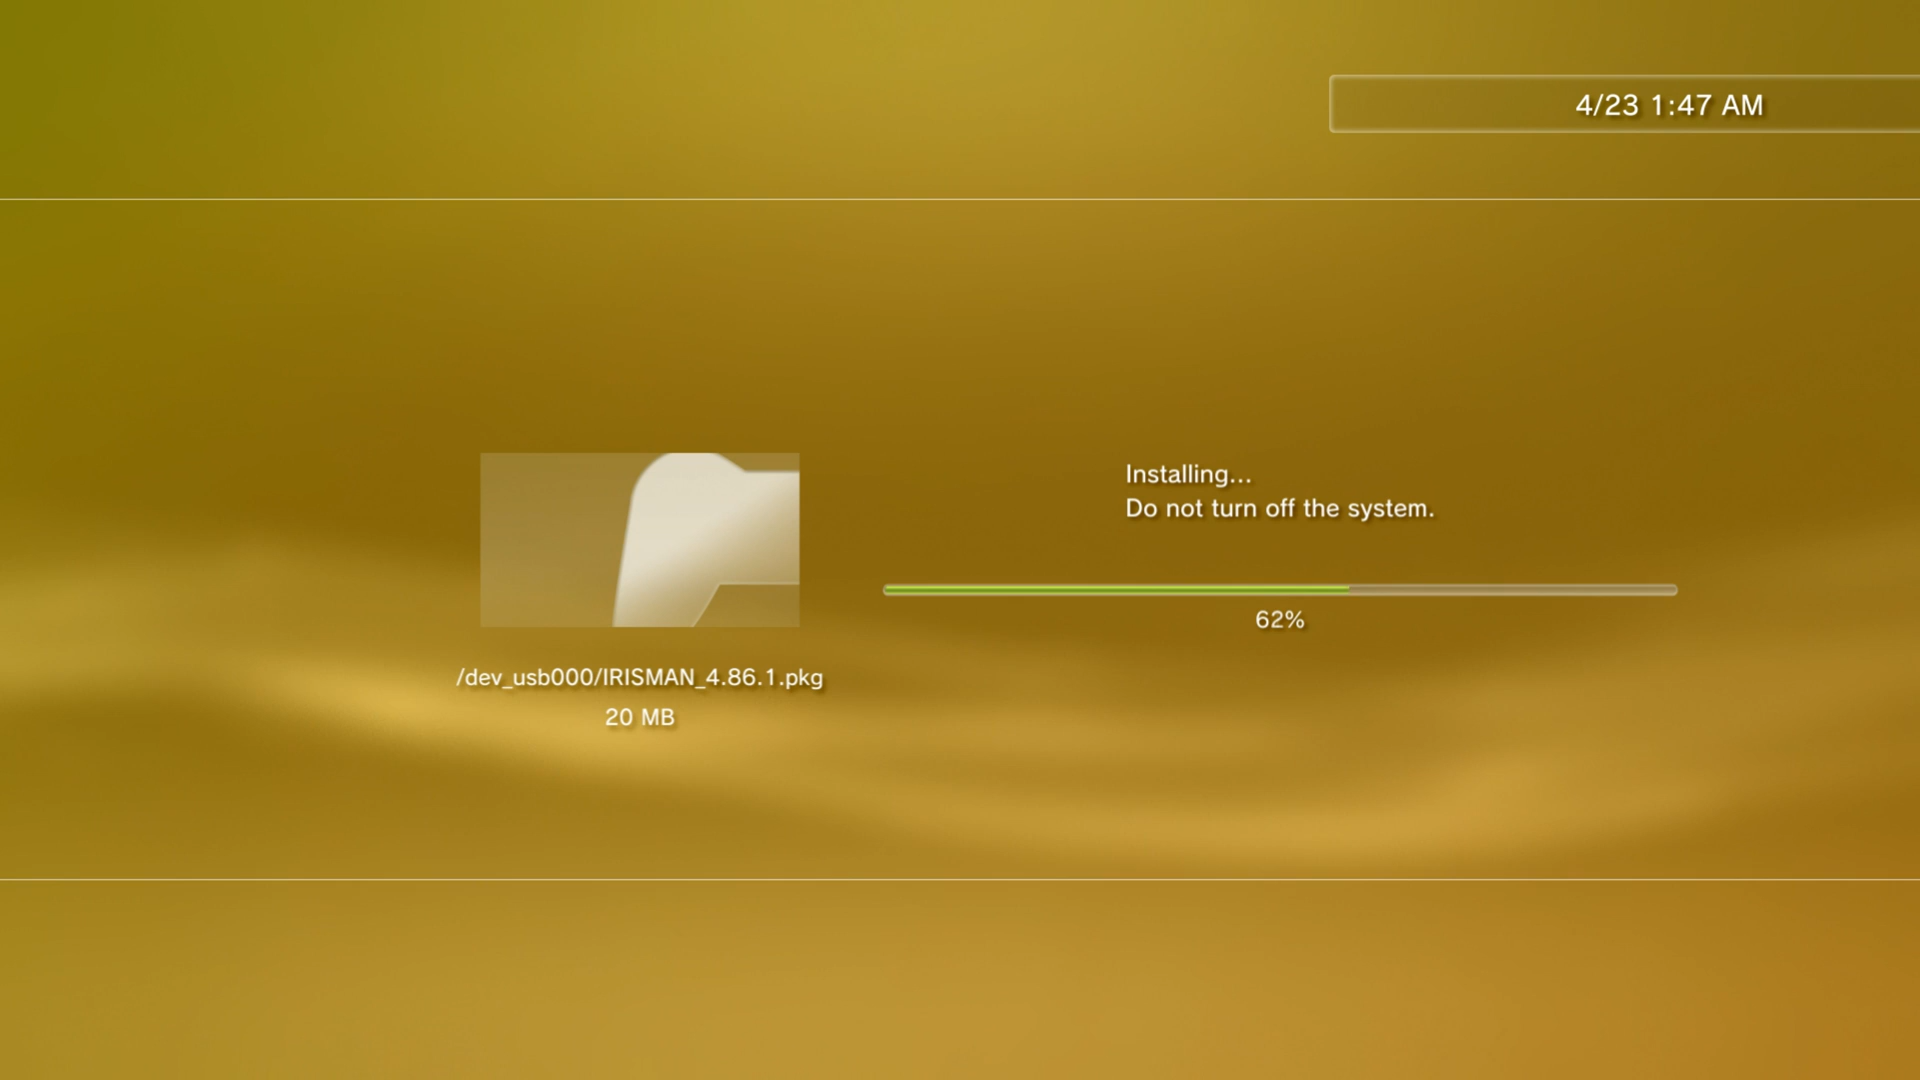 4/23 1:47 AM
Installing...
Do not turn off the system.
62%
/dev_usb000/IRISMAN_4.86.1.pkg
20 MB